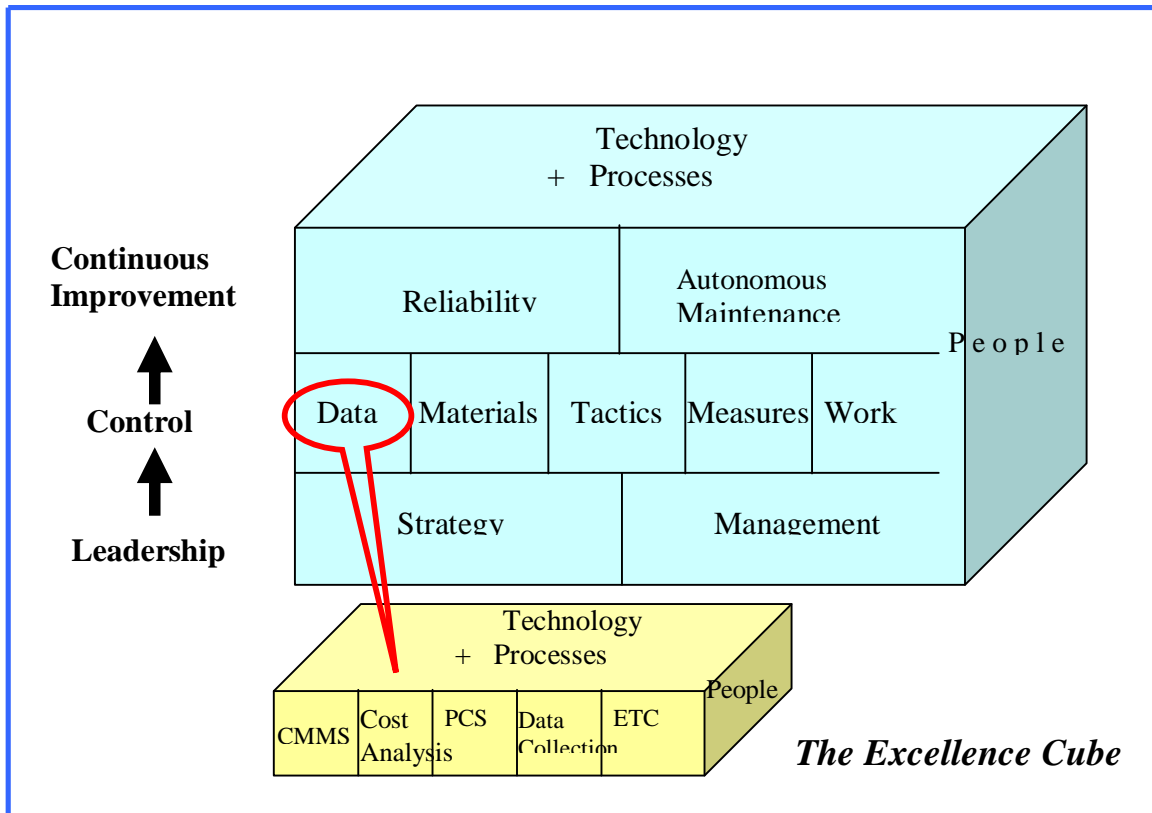 Technology
+ Processes
Continuous
Improvement
Reliability
Autonomous
Maintenance
People
Control
Data
Materials
Tactics
Measures
Work
Leadership
Strategy
Management
Technology
+ Processes
People
CMMS
Cost
Analysis
PCS
Data
Collection
ETC
The Excellence Cube